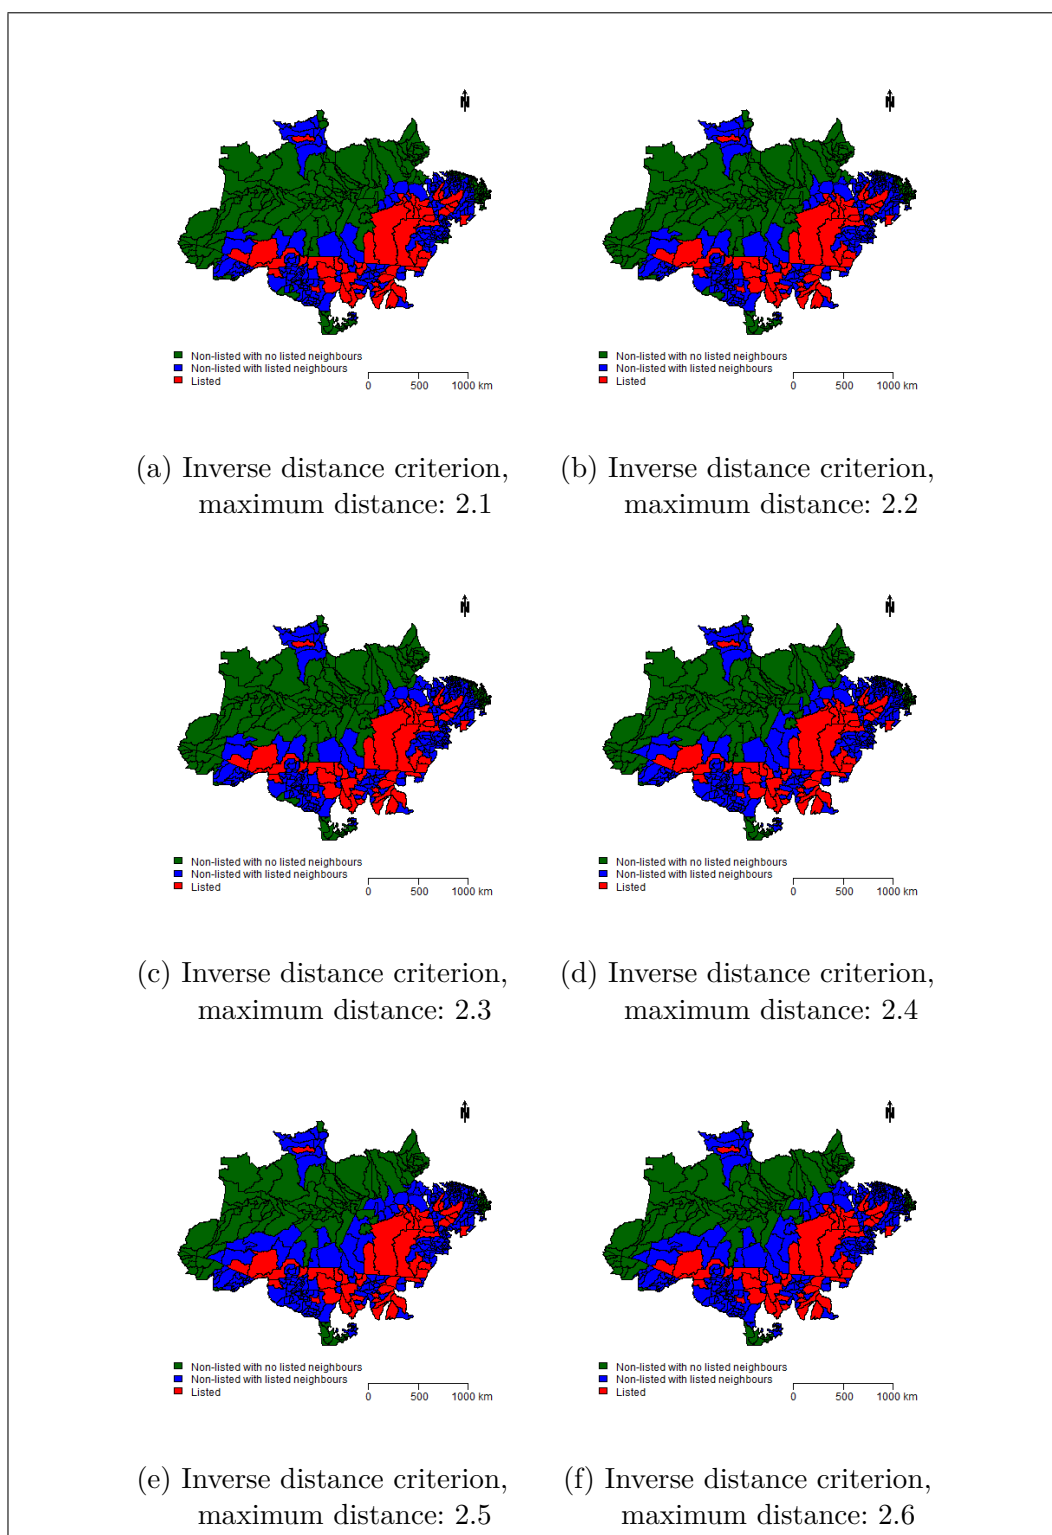 N N
Non-listed with no listed neighbours
Non-listed with listed neighbours
Listed
0 500 1000 km
Non-listed with no listed neighbours
Non-listed with listed neighbours
Listed
0 500 1000 km
(a) Inverse distance criterion,
maximum distance: 2.1
(b) Inverse distance criterion,
maximum distance: 2.2
N N
Non-listed with no listed neighbours
Non-listed with listed neighbours
Listed
0 500 1000 km
Non-listed with no listed neighbours
Non-listed with listed neighbours
Listed
0 500 1000 km
(c) Inverse distance criterion,
maximum distance: 2.3
(d) Inverse distance criterion,
maximum distance: 2.4
N N
Non-listed with no listed neighbours
Non-listed with listed neighbours
Listed
0 500 1000 km
Non-listed with no listed neighbours
Non-listed with listed neighbours
Listed
0 500 1000 km
(e) Inverse distance criterion,
maximum distance: 2.5
(f) Inverse distance criterion,
maximum distance: 2.6